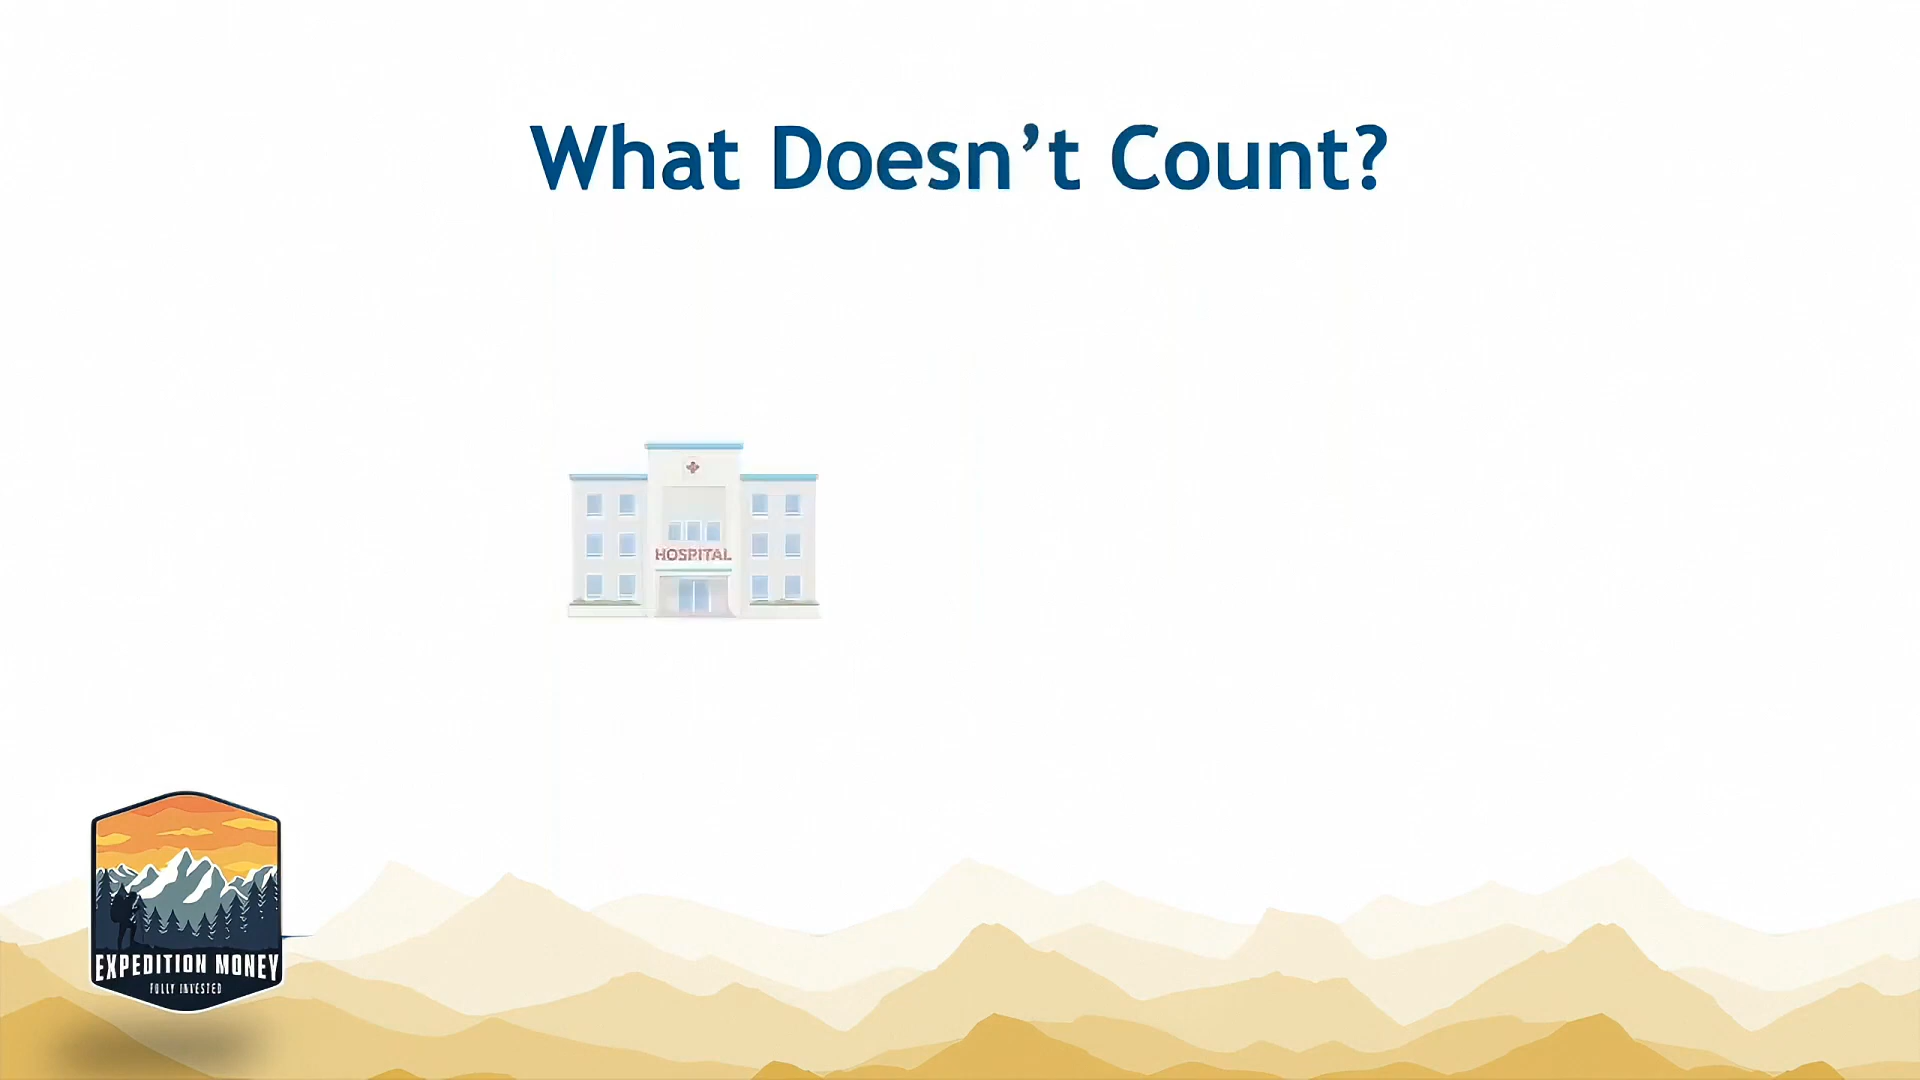 What Doesn’t Count?
HOSPITAL
EXPEDITION MONEY
FULLY INVESTED